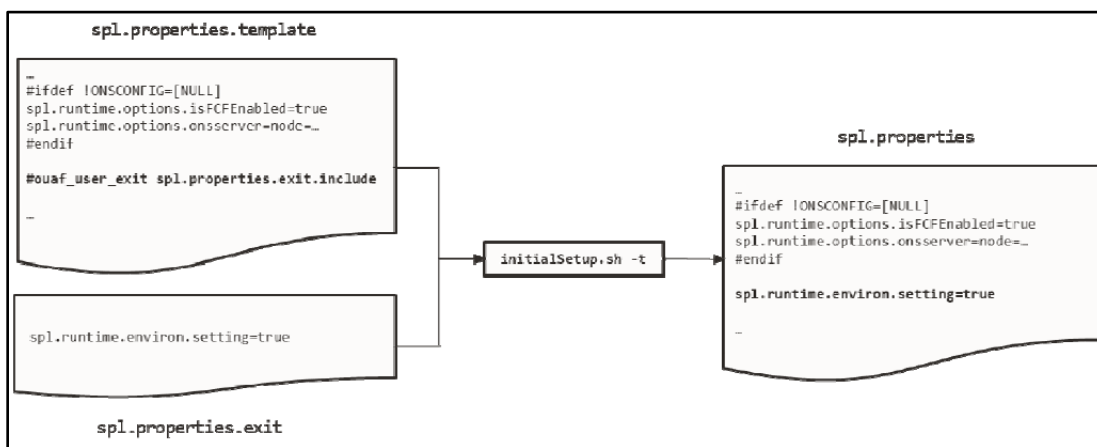 spl.properties.template
…
#ifdef !ONSCONFIG=[NULL]
spl.runtime.options.isFCFEnabled=true
spl.runtime.options.onsserver=node=…
#endif
#ouaf_user_exit spl.properties.exit.include
…
spl.runtime.environ.setting=true
spl.properties.exit
initialSetup.sh -t
spl.properties
…
#ifdef !ONSCONFIG=[NULL]
spl.runtime.options.isFCFEnabled=true
spl.runtime.options.onsserver=node=…
#endif
spl.runtime.environ.setting=true
…